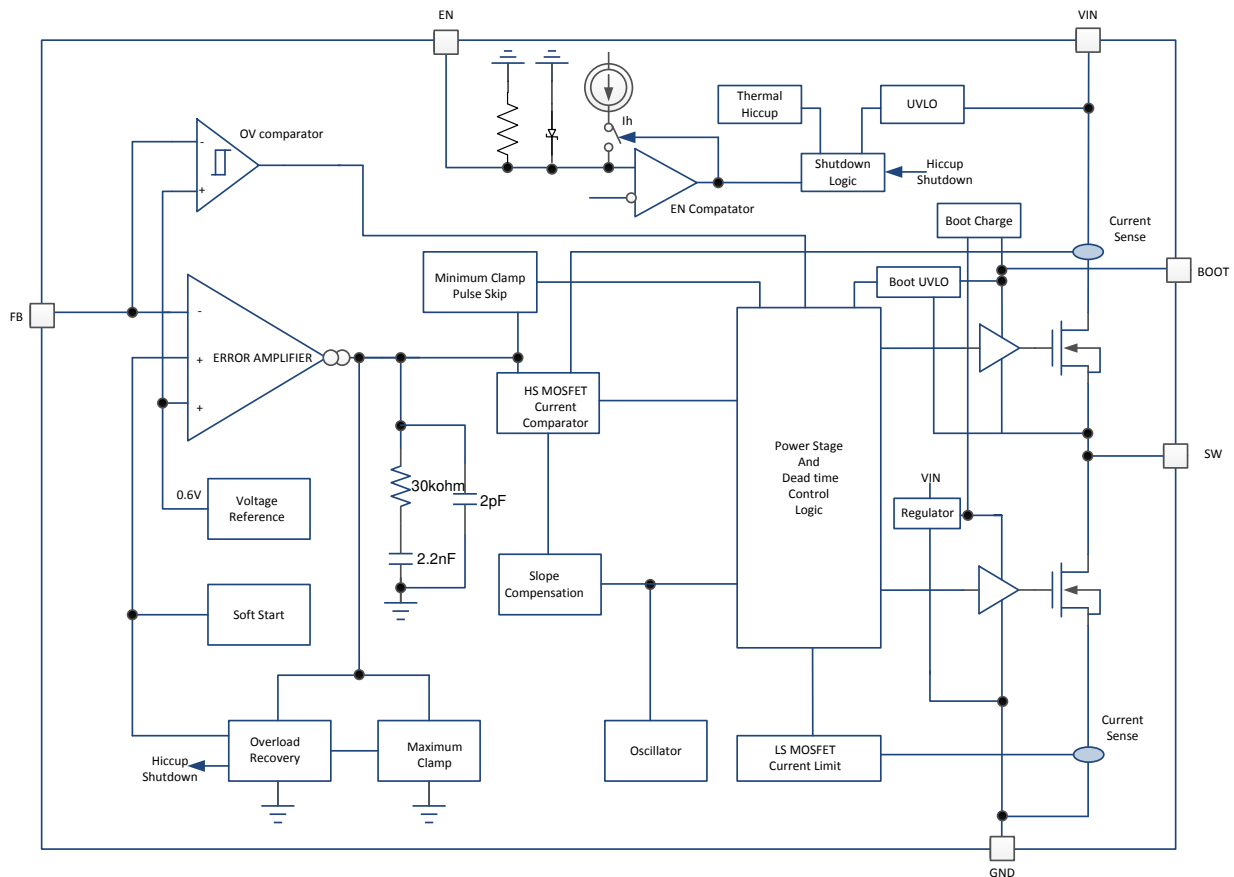 EN
VIN
Thermal
Hiccup
UVLO
OV comparator
Ih
-
+
Shutdown
Logic
Hiccup
Shutdown
EN Compatator
Boot Charge
Current
Sense
BOOT
Minimum Clamp
Pulse Skip
Boot UVLO
FB
-
+
+
ERROR AMPLIFIER
HS MOSFET
Current
Comparator
Power Stage
And
Dead time
Control
Logic
SW
0.6V
Voltage
Reference
30kohm
2pF
2.2nF
VIN
Regulator
Slope
Compensation
Soft Start
Overload
Recovery
Maximum
Clamp
Hiccup
Shutdown
Oscillator
LS MOSFET
Current Limit
Current
Sense
GND